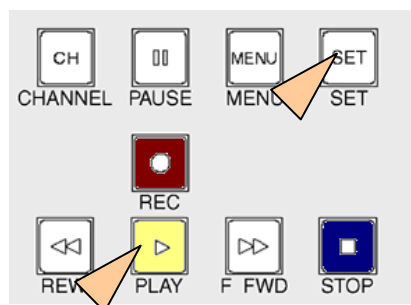 CH MENU SET
CHANNEL PAUSE MENU SET
REC
REW PLAY F FWD STOP